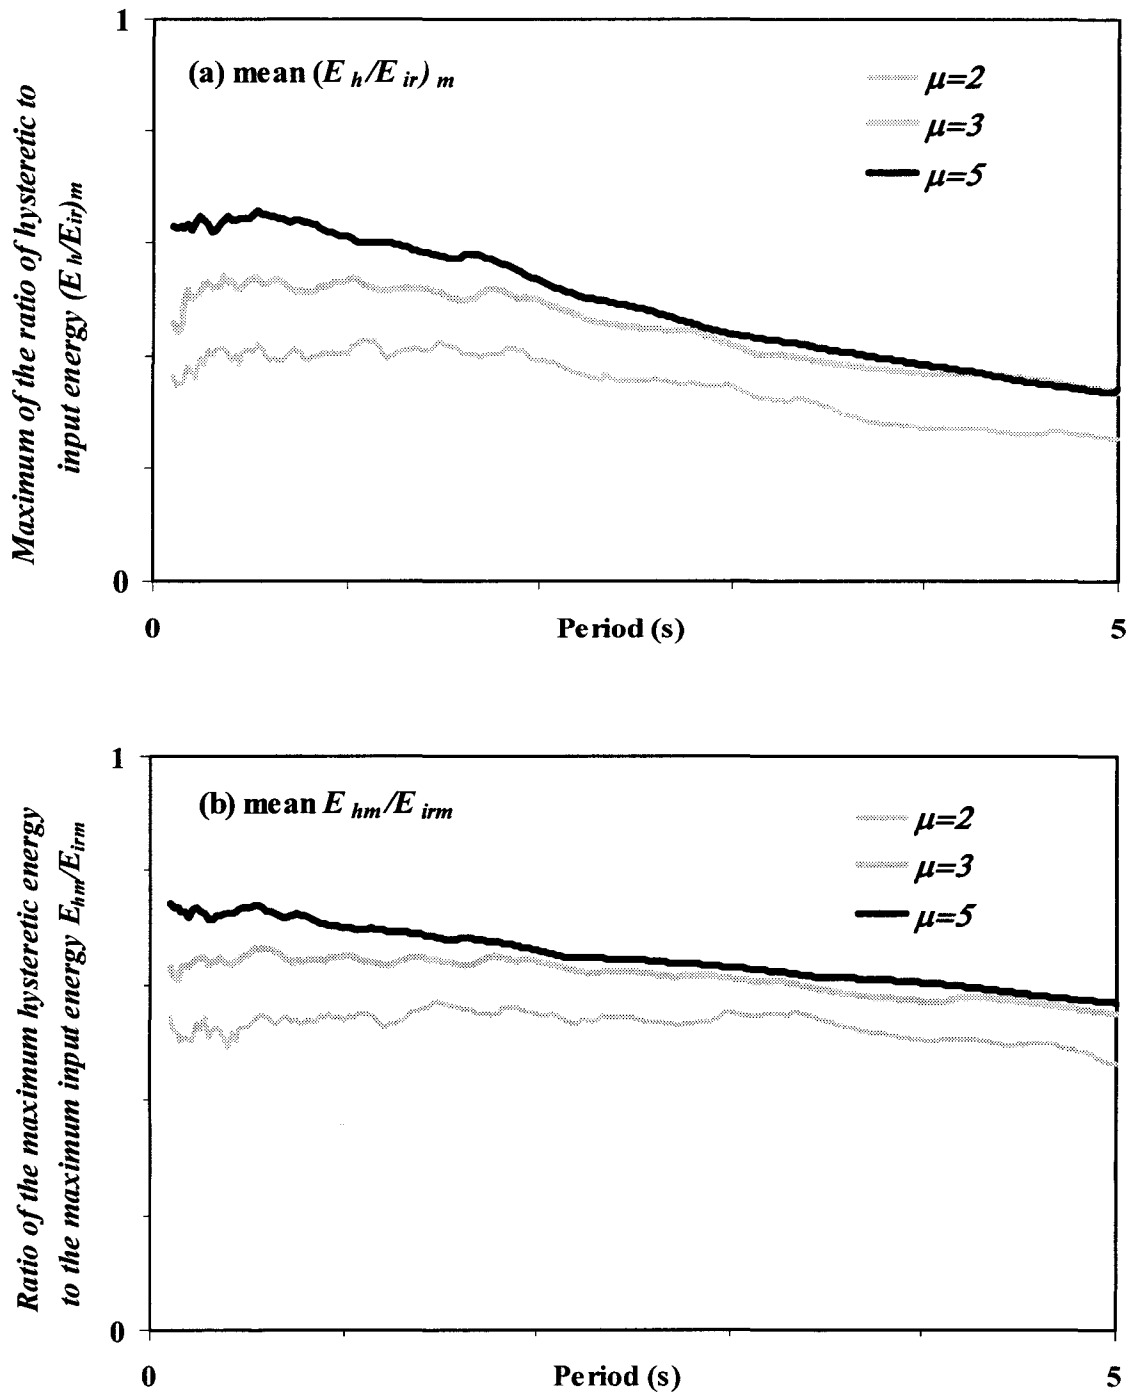 1
(a) mean (E h/E ir) m
μ=2
μ=3
μ=5
Maximum of the ratio of hysteretic to
input energy (E h/Eir)m
0
0
Period (s)
5
1
(b) mean E hm/E irm
μ=2
μ=3
μ=5
Ratio of the maximum hysteretic energy
to the maximum input energy Ehm/Eirm
0
0
Period (s)
5